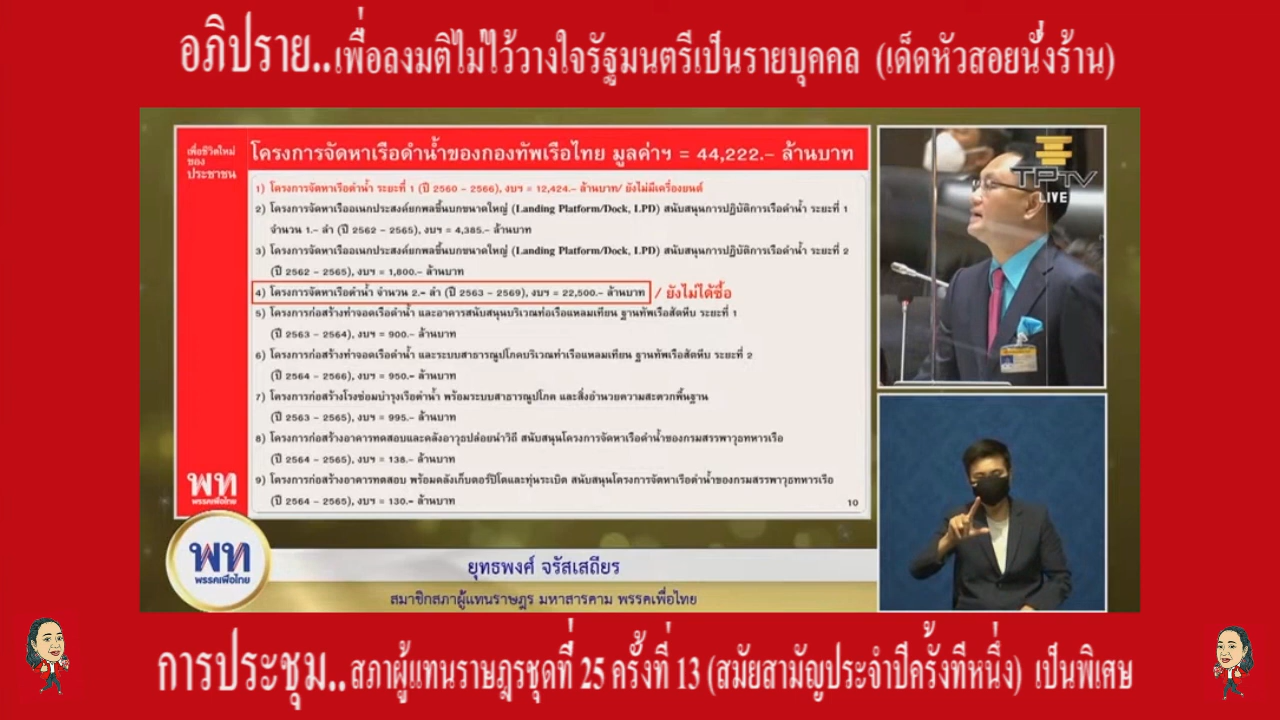 อภิปราย..เพื่อลงมติไม่ไว้วางใจรัฐมนตรีเป็นรายบุคคล (เด็ดหัวสอยนั่งร้าน)
เพื่อชีวิตใหม่
ของ
ประชาชน
โครงการจัดหาเรือดำน้ำของกองทัพเรือไทย มูลค่าฯ = 44,222.- ล้านบาท
1) โครงการจัดหาเรือดำน้ำ ระยะที่ 1 (ปี 2560 - 2566), งบฯ = 12,424.- ล้านบาท/ ยังไม่มีเครื่องยนต์
2) โครงการจัดหาเรืออเนกประสงค์ยกพลขึ้นบกขนาดใหญ่ (Landing Platform/Dock, LPD) สนับสนุนการปฏิบัติการเรือดำน้ำ ระยะที่ 1
จำนวน 1.- ลำ (ปี 2562 - 2565), งบฯ = 4,385.- ล้านบาท
3) โครงการจัดหาเรืออเนกประสงค์ยกพลขึ้นบกขนาดใหญ่ (Landing Platform/Dock, LPD) สนับสนุนการปฏิบัติการเรือดำน้ำ ระยะที่ 2
(ปี 2562 - 2565), งบฯ = 1,800.- ล้านบาท
4) โครงการจัดหาเรือดำน้ำ จำนวน 2.- ลำ (ปี 2563 - 2569), งบฯ = 22,500.- ล้านบาท / ยังไม่ได้ซื้อ
5) โครงการก่อสร้างท่าจอดเรือดำน้ำ และอาคารสนับสนุนบริเวณท่อเรือแหลมเทียน ฐานทัพเรือสัตหีบ ระยะที่ 1
(ปี 2563 - 2564), งบฯ = 900.- ล้านบาท
6) โครงการก่อสร้างท่าจอดเรือดำน้ำ และระบบสาธารณูปโภคบริเวณท่าเรือแหลมเทียน ฐานทัพเรือสัตหีบ ระยะที่ 2
(ปี 2564 - 2566), งบฯ = 950.- ล้านบาท
7) โครงการก่อสร้างโรงซ่อมบำรุงเรือดำน้ำ พร้อมระบบสาธารณูปโภค และสิ่งอำนวยความสะดวกพื้นฐาน
(ปี 2563 - 2565), งบฯ = 995.- ล้านบาท
8) โครงการก่อสร้างอาคารทดสอบและคลังอาวุธปล่อยนำวิถี สนับสนุนโครงการจัดหาเรือดำน้ำของกรมสรรพาวุธทหารเรือ
(ปี 2564 - 2565), งบฯ = 138.- ล้านบาท
9) โครงการก่อสร้างอาคารทดสอบ พร้อมคลังเก็บตอร์ปิโดและทุ่นระเบิด สนับสนุนโครงการจัดหาเรือดำน้ำของกรมสรรพาวุธทหารเรือ
(ปี 2564 - 2565), งบฯ = 130.- ล้านบาท
10
พท
พรรคเพื่อไทย
TPTV
LIVE
พท
พรรคเพื่อไทย
ยุทธพงศ์ จรัสเสถียร
สมาชิกสภาผู้แทนราษฎร มหาสารคาม พรรคเพื่อไทย
การประชุม..สภาผู้แทนราษฎรชุดที่ 25 ครั้งที่ 13 (สมัยสามัญประจำปีครั้งที่หนึ่ง) เป็นพิเศษ